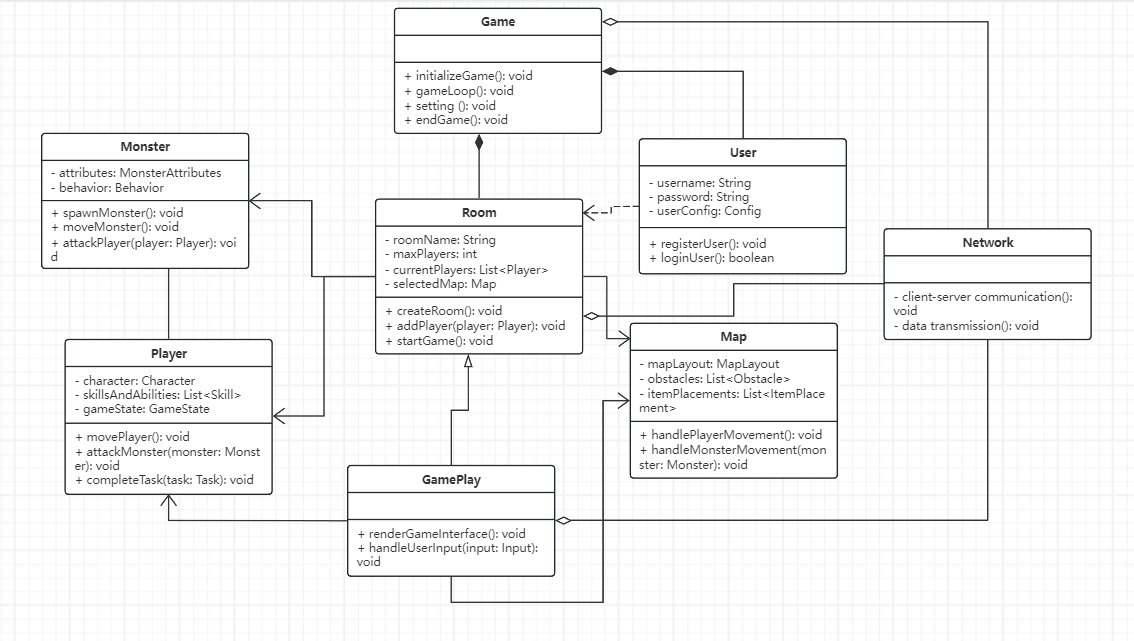 Game
+ initializeGame(): void
+ gameLoop(): void
+ setting (): void
+ endGame(): void
Monster
- attributes: MonsterAttributes
- behavior: Behavior
+ spawnMonster(): void
+ moveMonster(): void
+ attackPlayer(player: Player): voi
d
User
- username: String
- password: String
- userConfig: Config
+ registerUser(): void
+ loginUser(): boolean
Room
- roomName: String
- maxPlayers: int
- currentPlayers: List<Player>
- selectedMap: Map
+ createRoom(): void
+ addPlayer(player: Player): void
+ startGame(): void
Network
- client-server communication():
void
- data transmission(): void
Player
- character: Character
- skillsAndAbilities: List<Skill>
- gameState: GameState
+ movePlayer(): void
+ attackMonster(monster: Monst
er): void
+ completeTask(task: Task): void
Map
- mapLayout: MapLayout
- obstacles: List<Obstacle>
- itemPlacements: List<ItemPlace
ment>
+ handlePlayerMovement(): void
+ handleMonsterMovement(mon
ster: Monster): void
GamePlay
+ renderGameInterface(): void
+ handleUserInput(input: Input):
void